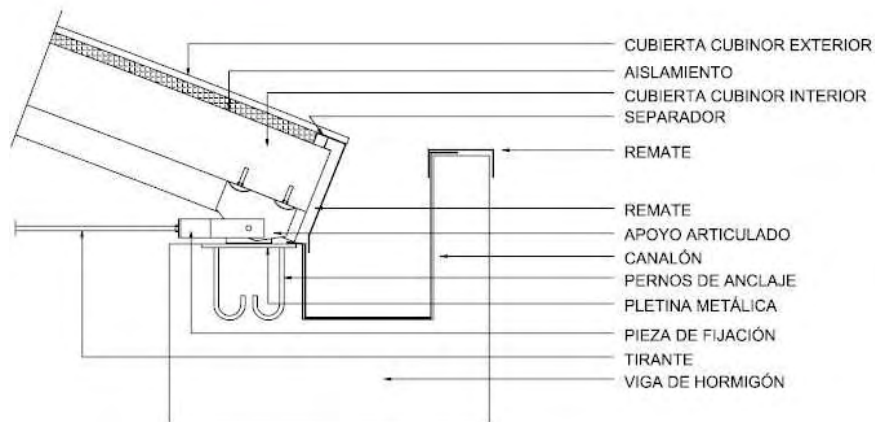 CUBIERTA CUBINOR EXTERIOR
AISLAMIENTO
CUBIERTA CUBINOR INTERIOR
SEPARADOR
REMATE
REMATE
APOYO ARTICULADO
CANALÓN
PERNOS DE ANCLAJE
PLETINA METÁLICA
PIEZA DE FIJACIÓN
TIRANTE
VIGA DE HORMIGÓN